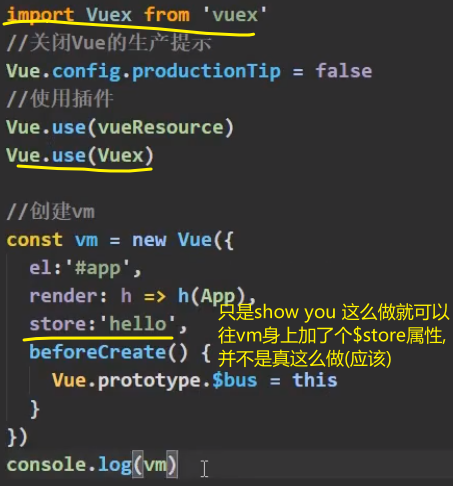 import Vuex from 'vuex'
//关闭Vue的生产提示
Vue.config.productionTip = false
//使用插件
Vue.use(vueResource)
Vue.use(Vuex)
//创建vm
const vm = new Vue({
el:'#app',
render: h => h(App),
store:'hello',
只是show you 这么做就可以
往vm身上加了个$store属性,
并不是真这么做(应该)
beforeCreate() {
Vue.prototype.$bus = this
}
})
console.log(vm)